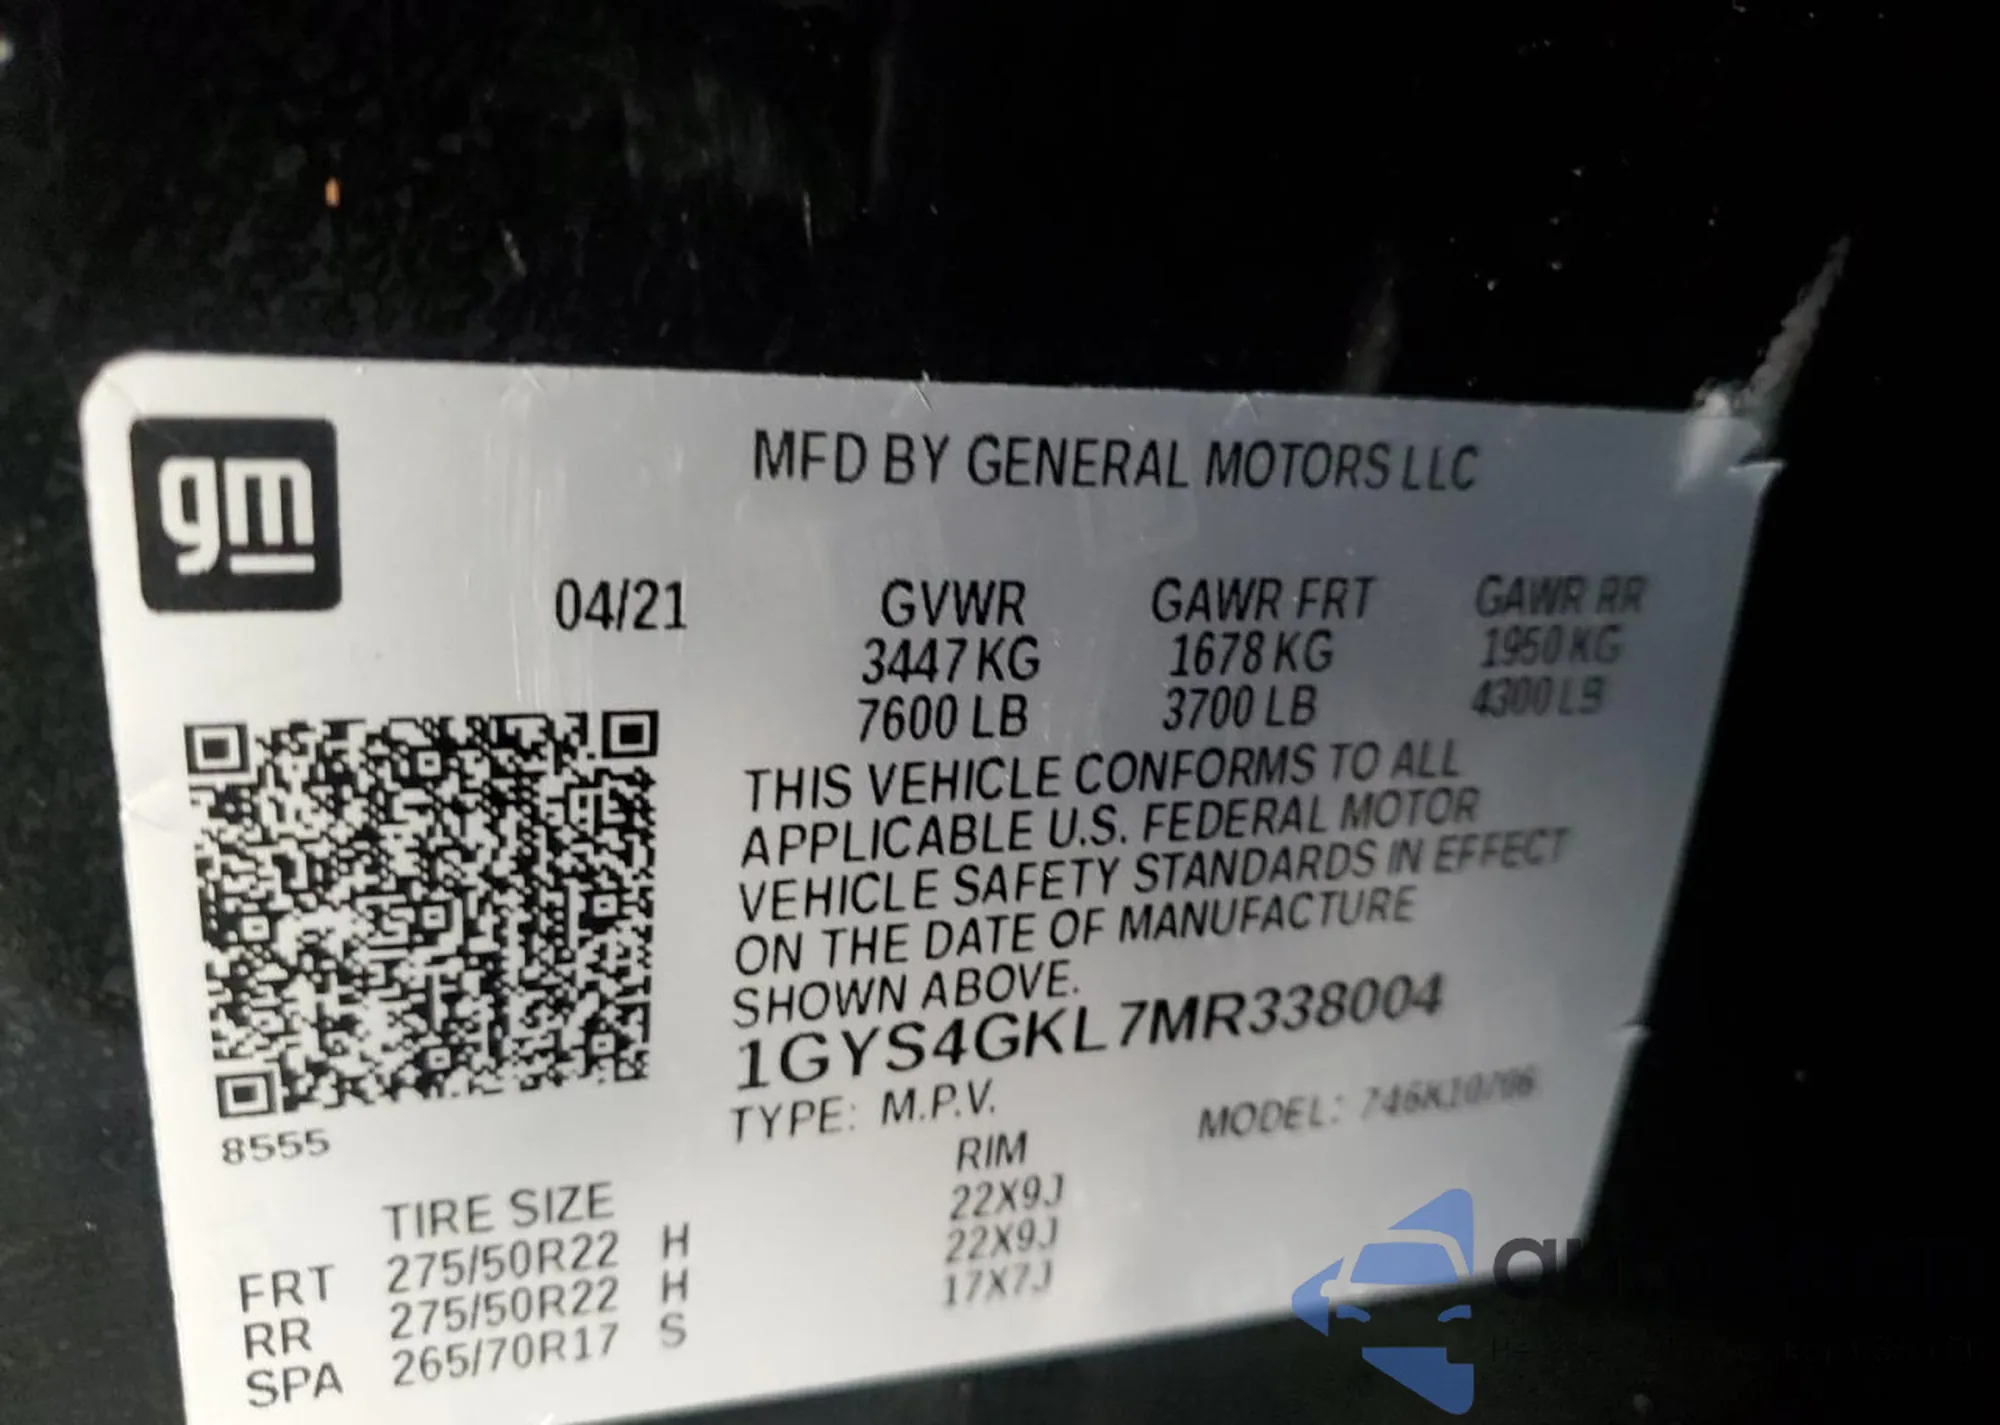 gm
MFD BY GENERAL MOTORS LLC
04/21 GVWR GAWR FRT GAWR RR
3447 KG 1678 KG 1950 KG
7600 LB 3700 LB 4300 LB
THIS VEHICLE CONFORMS TO ALL
APPLICABLE U.S. FEDERAL MOTOR
VEHICLE SAFETY STANDARDS IN EFFECT
ON THE DATE OF MANUFACTURE
SHOWN ABOVE.
1GYS4GKL7MR338004
TYPE: M.P.V. MODEL:
8555
TIRE SIZE RIM
FRT 275/50R22 H 22X9J
RR 275/50R22 H 22X9J
SPA 265/70R17 S 17X7J